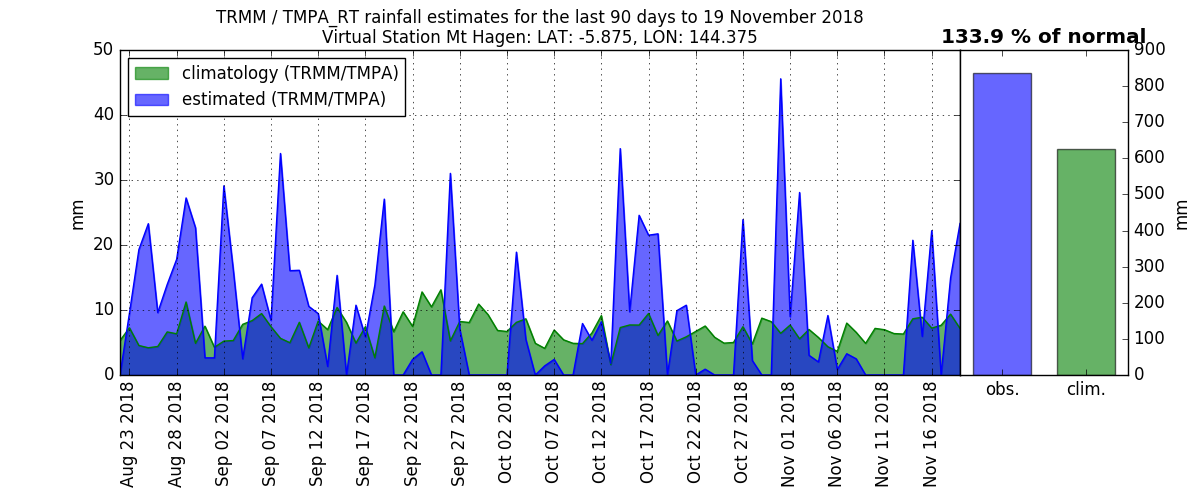 TRMM / TMPA_RT rainfall estimates for the last 90 days to 19 November 2018
Virtual Station Mt Hagen: LAT: -5.875, LON: 144.375
133.9 % of normal
climatology (TRMM/TMPA)
estimated (TRMM/TMPA)
50
40
30
20
10
0
mm
Aug 23 2018
Aug 28 2018
Sep 02 2018
Sep 07 2018
Sep 12 2018
Sep 17 2018
Sep 22 2018
Sep 27 2018
Oct 02 2018
Oct 07 2018
Oct 12 2018
Oct 17 2018
Oct 22 2018
Oct 27 2018
Nov 01 2018
Nov 06 2018
Nov 11 2018
Nov 16 2018
obs.
clim.
900
800
700
600
500
400
300
200
100
0
mm